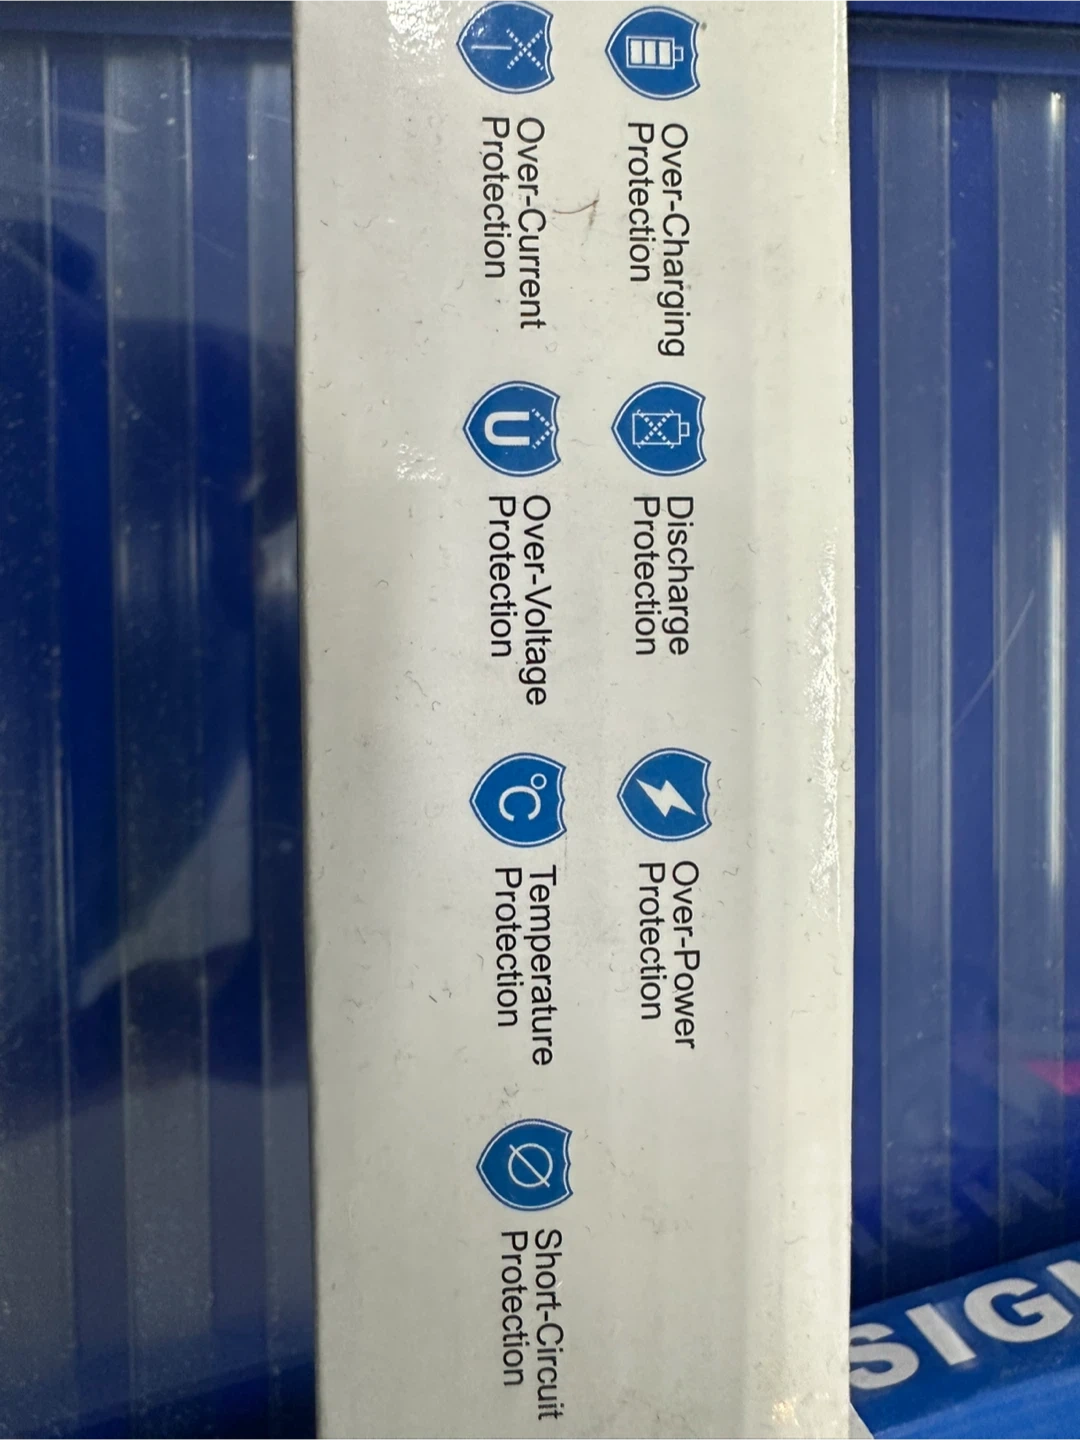 Over-Charging
Protection
Discharge
Protection
Over-Power
Protection
Over-Current
Protection
U
Over-Voltage
Protection
°C
Temperature
Protection
Short-Circuit
Protection